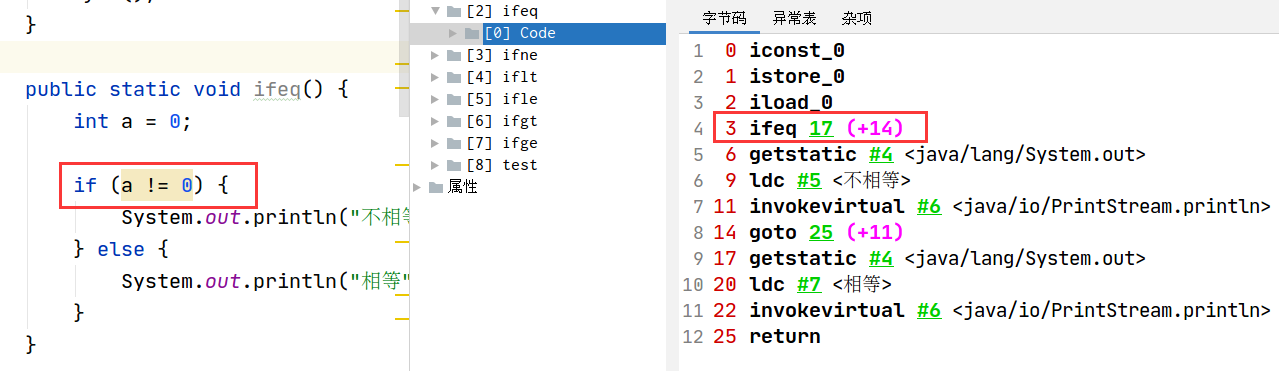 }
public static void ifeq() {
int a = 0;
if (a != 0) {
System.out.println("不相等
} else {
System.out.println("相等"
}
}
[2] ifeq
[0] Code
[3] ifne
[4] iflt
[5] ifle
[6] ifgt
[7] ifge
[8] test
属性
字节码 异常表 杂项
1 0 iconst_0
2 1 istore_0
3 2 iload_0
4 3 ifeq 17 (+14)
5 6 getstatic #4 <java/lang/System.out>
6 9 ldc #5 <不相等>
7 11 invokevirtual #6 <java/io/PrintStream.println>
8 14 goto 25 (+11)
9 17 getstatic #4 <java/lang/System.out>
10 20 ldc #7 <相等>
11 22 invokevirtual #6 <java/io/PrintStream.println>
12 25 return